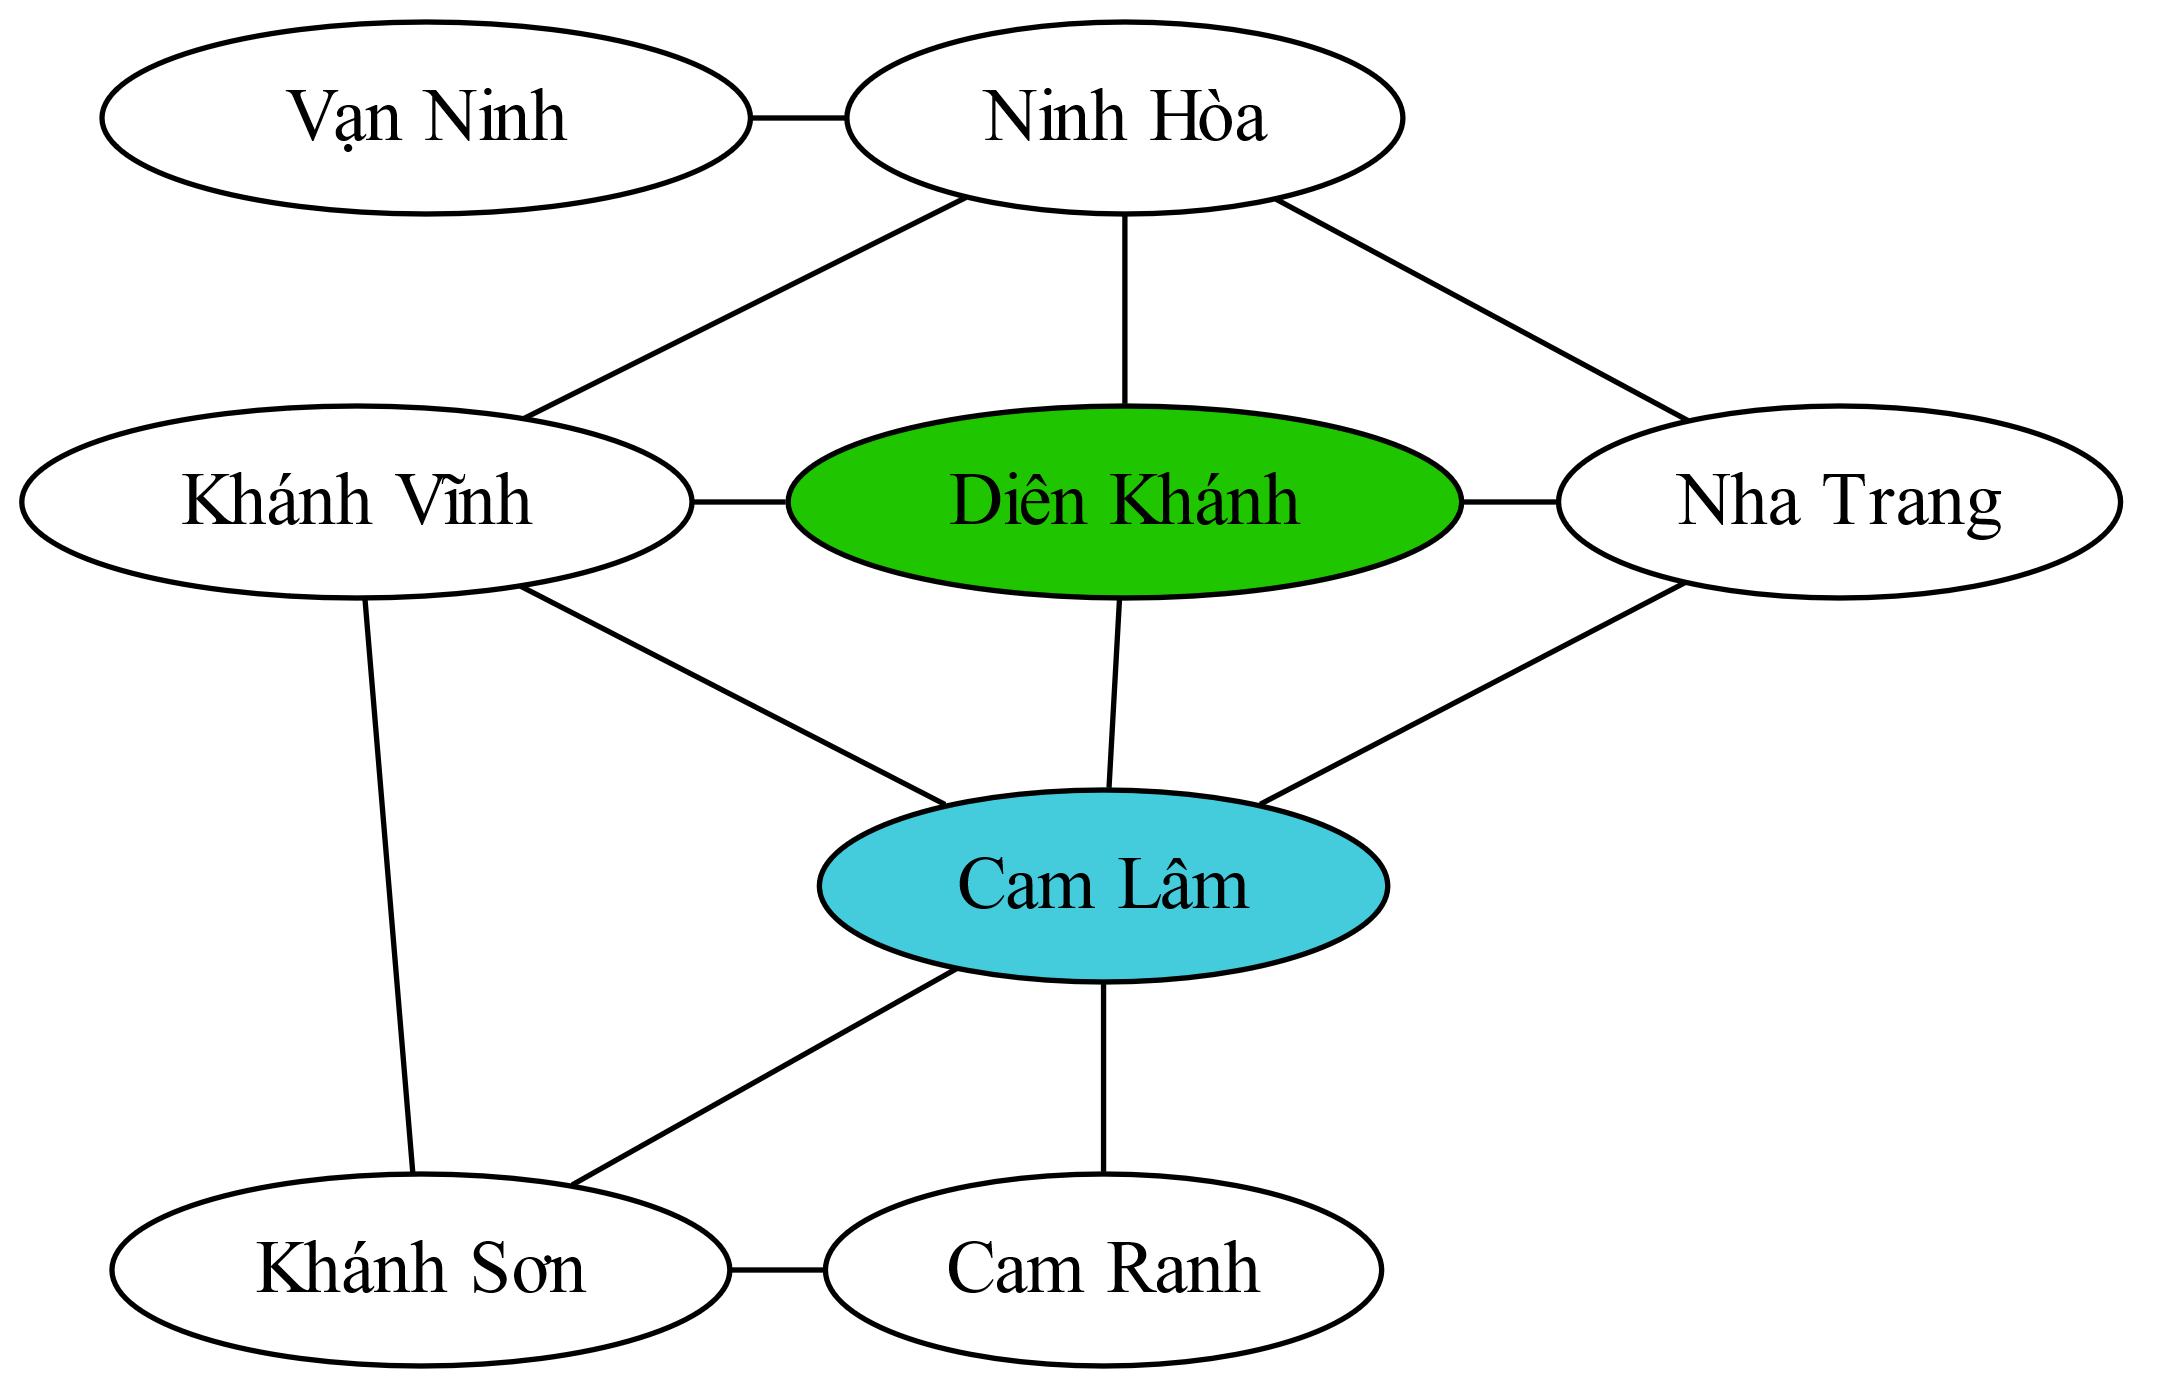 Vạn Ninh
Ninh Hòa
Khánh Vĩnh
Diên Khánh
Nha Trang
Cam Lâm
Khánh Sơn
Cam Ranh